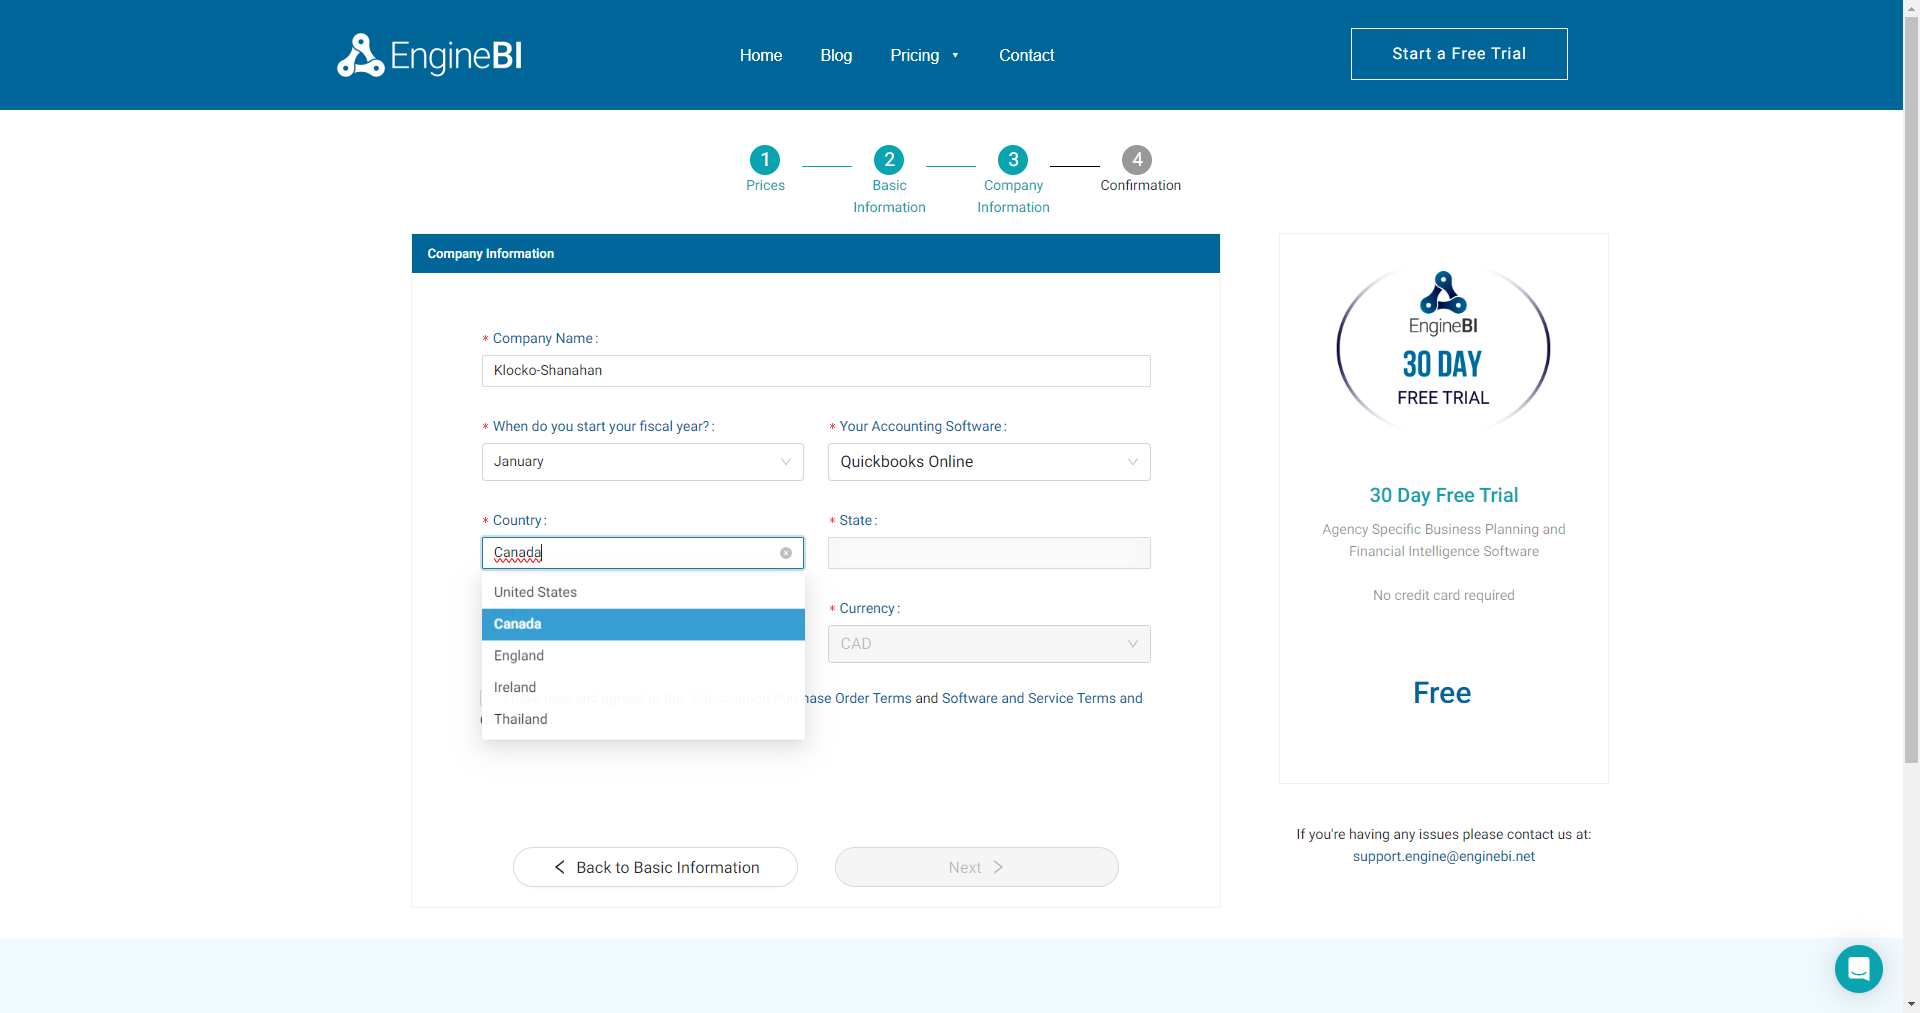 EngineBI
Home
Blog
Pricing
Contact
Start a Free Trial
1
Prices
2
Basic
Information
3
Company
Information
4
Confirmation
Company Information
* Company Name :
Klocko-Shanahan
* When do you start your fiscal year? :
January
* Your Accounting Software :
Quickbooks Online
* Country :
Canada
* State :
United States
Canada
England
Ireland
Thailand
* Currency :
CAD
hase Order Terms and Software and Service Terms and
Back to Basic Information
Next
EngineBI
30 DAY
FREE TRIAL
30 Day Free Trial
Agency Specific Business Planning and
Financial Intelligence Software
No credit card required
Free
If you're having any issues please contact us at:
support.engine@enginebi.net